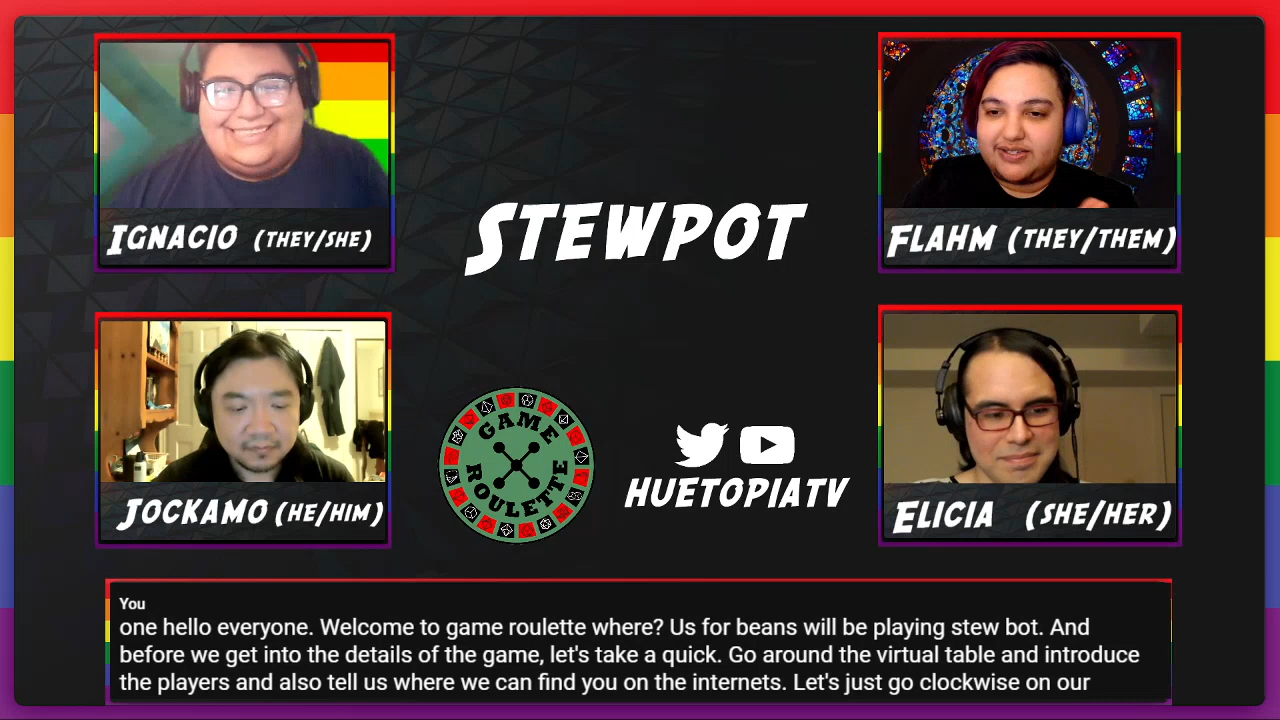 IGNACIO (THEY/SHE)
FLAHM (THEY/THEM)
STEWPOT
JOCKAMO (HE/HIM)
GAME
ROULETTE
HUETOPIATV
ELICIA (SHE/HER)
You
one hello everyone. Welcome to game roulette where? Us for beans will be playing stew bot. And
before we get into the details of the game, let's take a quick. Go around the virtual table and introduce
the players and also tell us where we can find you on the internets. Let's just go clockwise on our